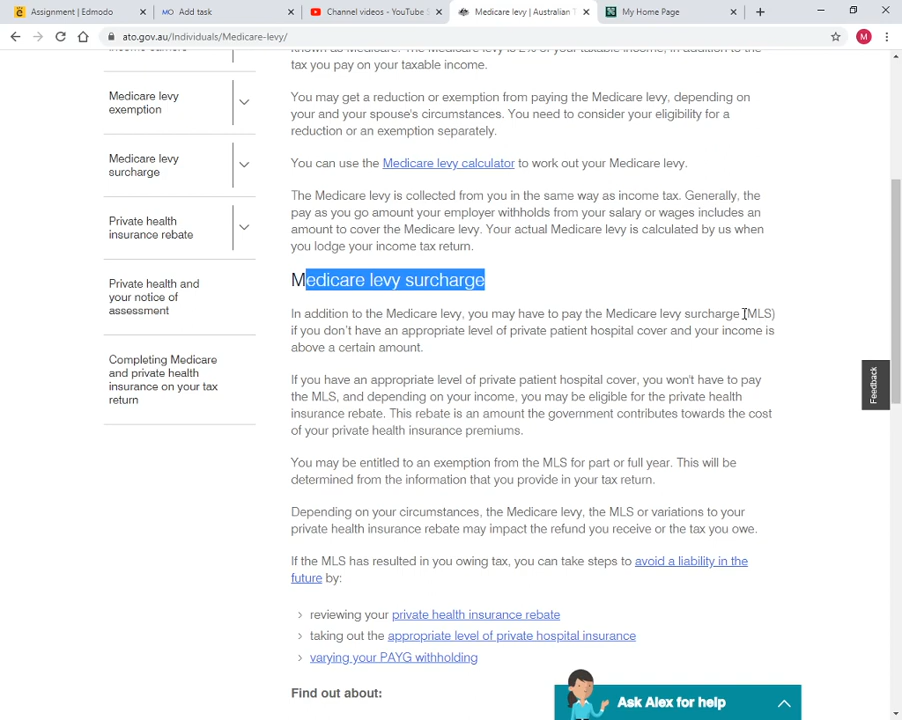 Assignment | Edmodo
Add task
Channel videos - YouTube S
Medicare levy | Australian T
My Home Page
ato.gov.au/Individuals/Medicare-levy/
M
Medicare levy
exemption
Medicare levy
surcharge
Private health
insurance rebate
Private health and
your notice of
assessment
Completing Medicare
and private health
insurance on your tax
return
known as Medicare. The Medicare levy is 2% of your taxable income, in addition to the
tax you pay on your taxable income.
You may get a reduction or exemption from paying the Medicare levy, depending on
your and your spouse's circumstances. You need to consider your eligibility for a
reduction or an exemption separately.
You can use the Medicare levy calculator to work out your Medicare levy.
The Medicare levy is collected from you in the same way as income tax. Generally, the
pay as you go amount your employer withholds from your salary or wages includes an
amount to cover the Medicare levy. Your actual Medicare levy is calculated by us when
you lodge your income tax return.
Medicare levy surcharge
In addition to the Medicare levy, you may have to pay the Medicare levy surcharge (MLS)
if you don't have an appropriate level of private patient hospital cover and your income is
above a certain amount.
If you have an appropriate level of private patient hospital cover, you won't have to pay
the MLS, and depending on your income, you may be eligible for the private health
insurance rebate. This rebate is an amount the government contributes towards the cost
of your private health insurance premiums.
You may be entitled to an exemption from the MLS for part or full year. This will be
determined from the information that you provide in your tax return.
Depending on your circumstances, the Medicare levy, the MLS or variations to your
private health insurance rebate may impact the refund you receive or the tax you owe.
If the MLS has resulted in you owing tax, you can take steps to avoid a liability in the
future by:
reviewing your private health insurance rebate
taking out the appropriate level of private hospital insurance
varying your PAYG withholding
Find out about:
Feedback
Ask Alex for help